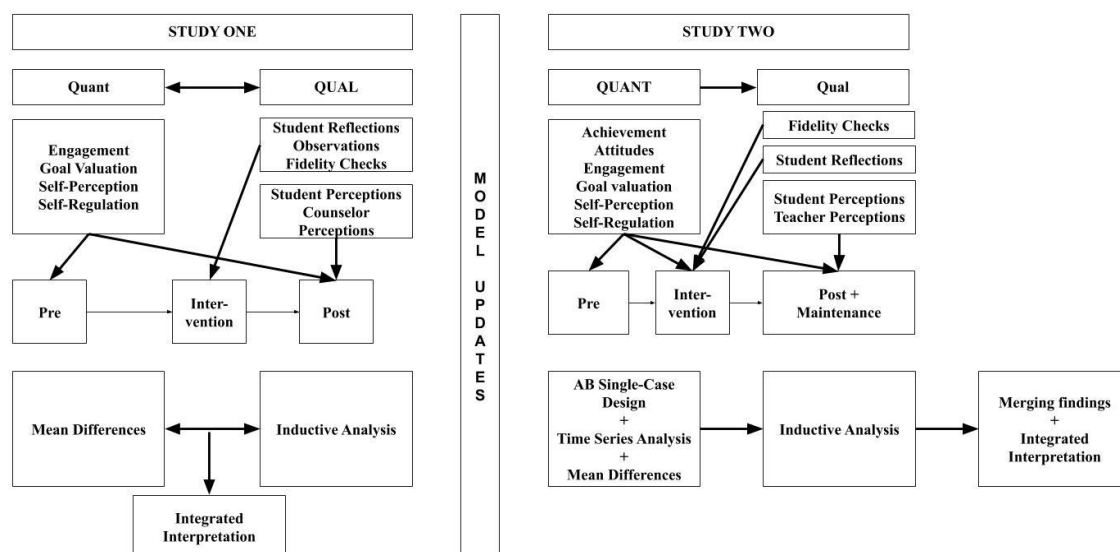 STUDY ONE
Quant
QUAL
Engagement
Goal Valuation
Self-Perception
Self-Regulation
Student Reflections
Observations
Fidelity Checks
Student Perceptions
Counselor
Perceptions
Pre
Inter-
vention
Post
Mean Differences
Inductive Analysis
Integrated
Interpretation
MODEL UPDATES
STUDY TWO
QUANT
Qual
Achievement
Attitudes
Engagement
Goal valuation
Self-Perception
Self-Regulation
Fidelity Checks
Student Reflections
Student Perceptions
Teacher Perceptions
Pre
Inter-
vention
Post +
Maintenance
AB Single-Case
Design
+
Time Series Analysis
+
Mean Differences
Inductive Analysis
Merging findings
+
Integrated
Interpretation